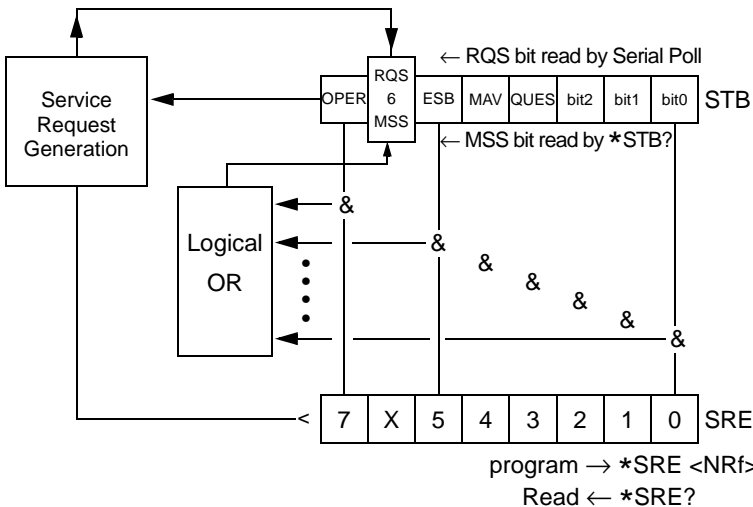 ← RQS bit read by Serial Poll
Service
Request
Generation
OPER RQS 6 MSS ESB MAV QUES bit2 bit1 bit0 STB
← MSS bit read by *STB?
Logical
OR
&
&
&
&
&
&
&
< 7 X 5 4 3 2 1 0 SRE
program → *SRE <NRf>
Read ← *SRE?